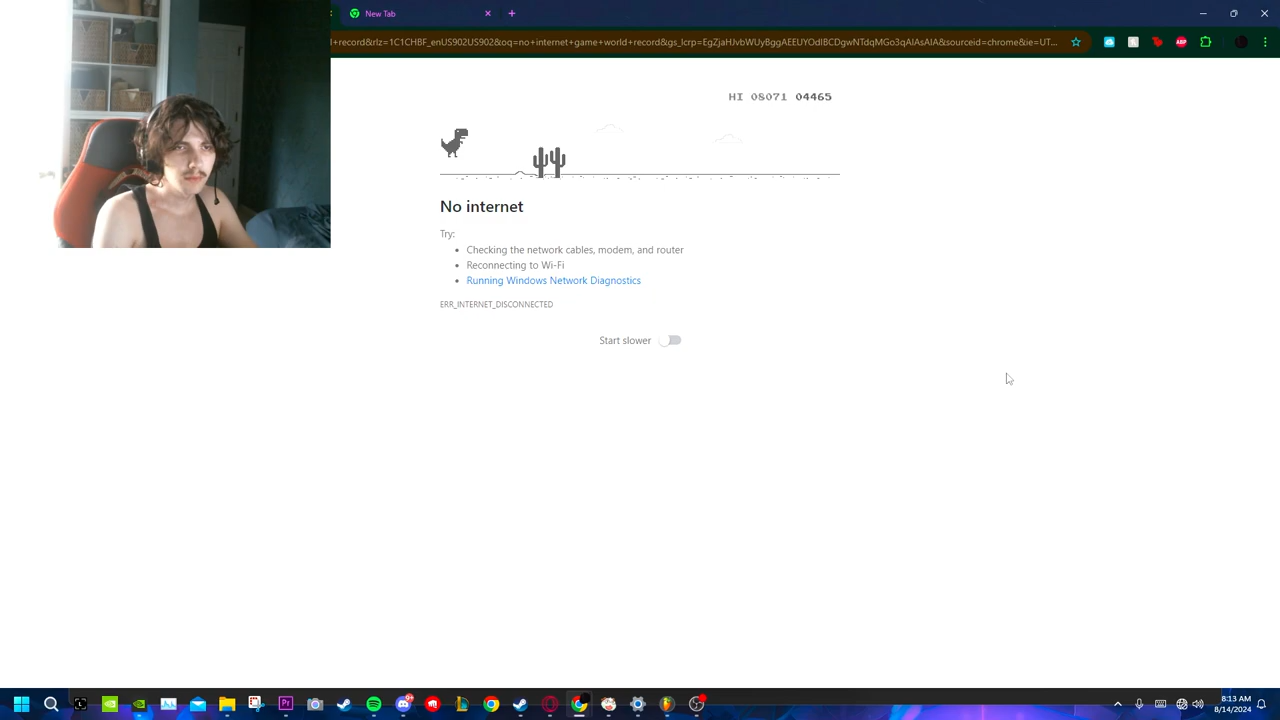 New Tab
l+record&rlz=1C1CHBF_enUS902US902&oq=no+internet+game+world+record&gs_lcrp=EgZjaHJvbWUyBggAEEUYOdIBCDgwNTdqMGo3qAIAsAIA&sourceid=chrome&ie=UT...
ABP
HI 08071 04465
No internet
Try:
• Checking the network cables, modem, and router
• Reconnecting to Wi-Fi
• Running Windows Network Diagnostics
ERR_INTERNET_DISCONNECTED
Start slower
Pr
8:13 AM
8/14/2024